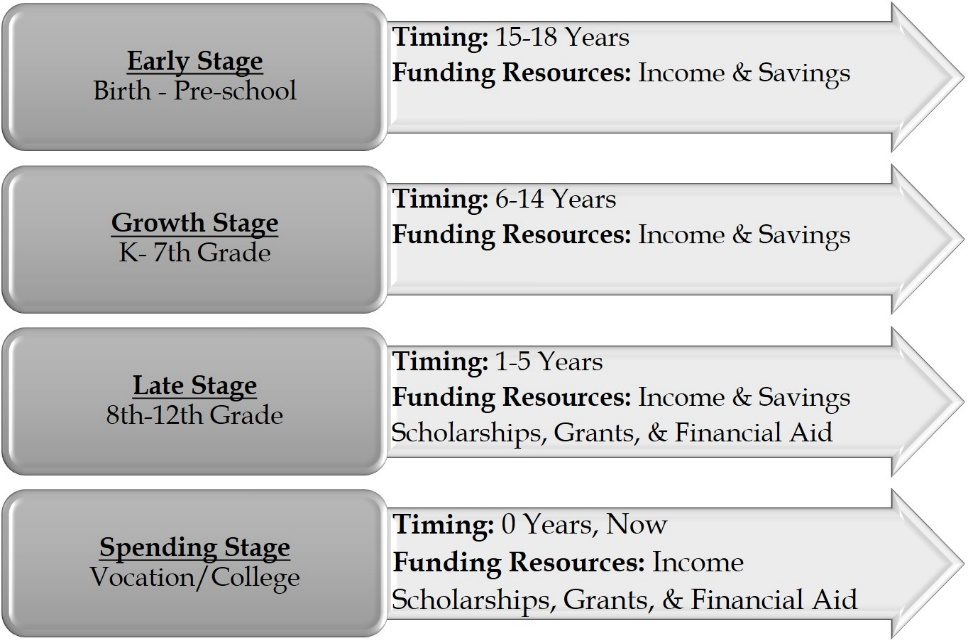 Early Stage
Birth - Pre-school
Timing: 15-18 Years
Funding Resources: Income & Savings
Growth Stage
K- 7th Grade
Timing: 6-14 Years
Funding Resources: Income & Savings
Late Stage
8th-12th Grade
Timing: 1-5 Years
Funding Resources: Income & Savings
Scholarships, Grants, & Financial Aid
Spending Stage
Vocation/College
Timing: 0 Years, Now
Funding Resources: Income
Scholarships, Grants, & Financial Aid